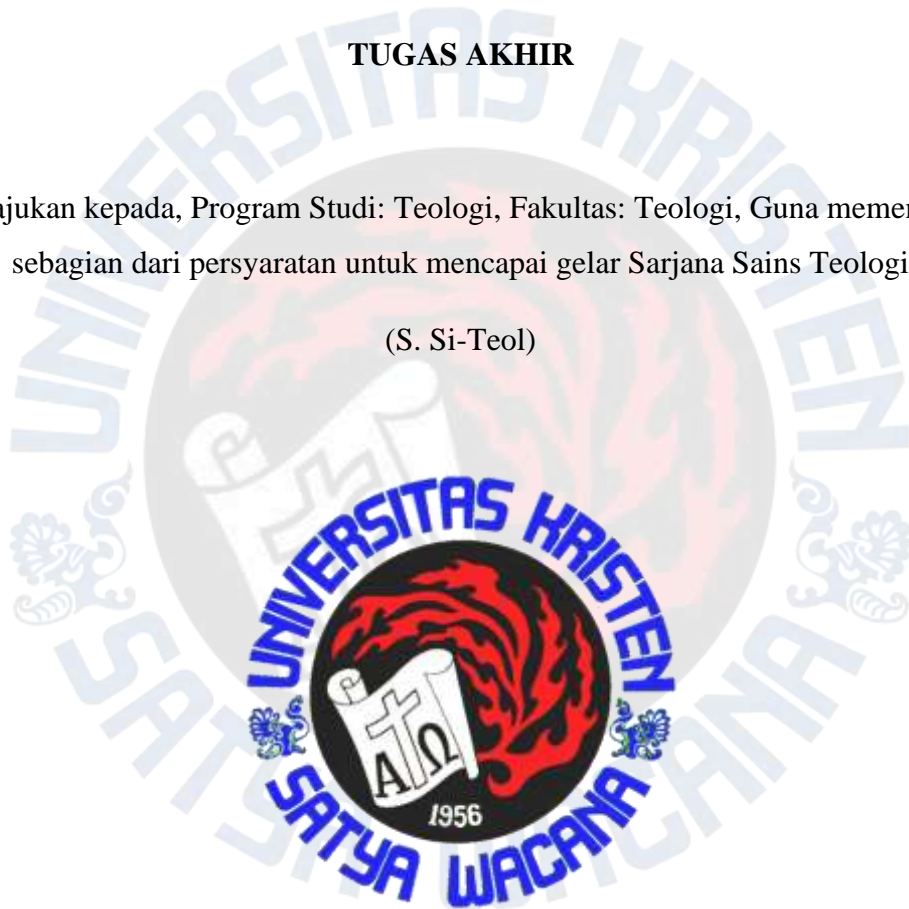 TUGAS AKHIR
ajukan kepada, Program Studi: Teologi, Fakultas: Teologi, Guna memen
sebagian dari persyaratan untuk mencapai gelar Sarjana Sains Teologi
(S. Si-Teol)
UNIVERSITAS KRISTEN
ΑΩ
1956
SATYA WACANA